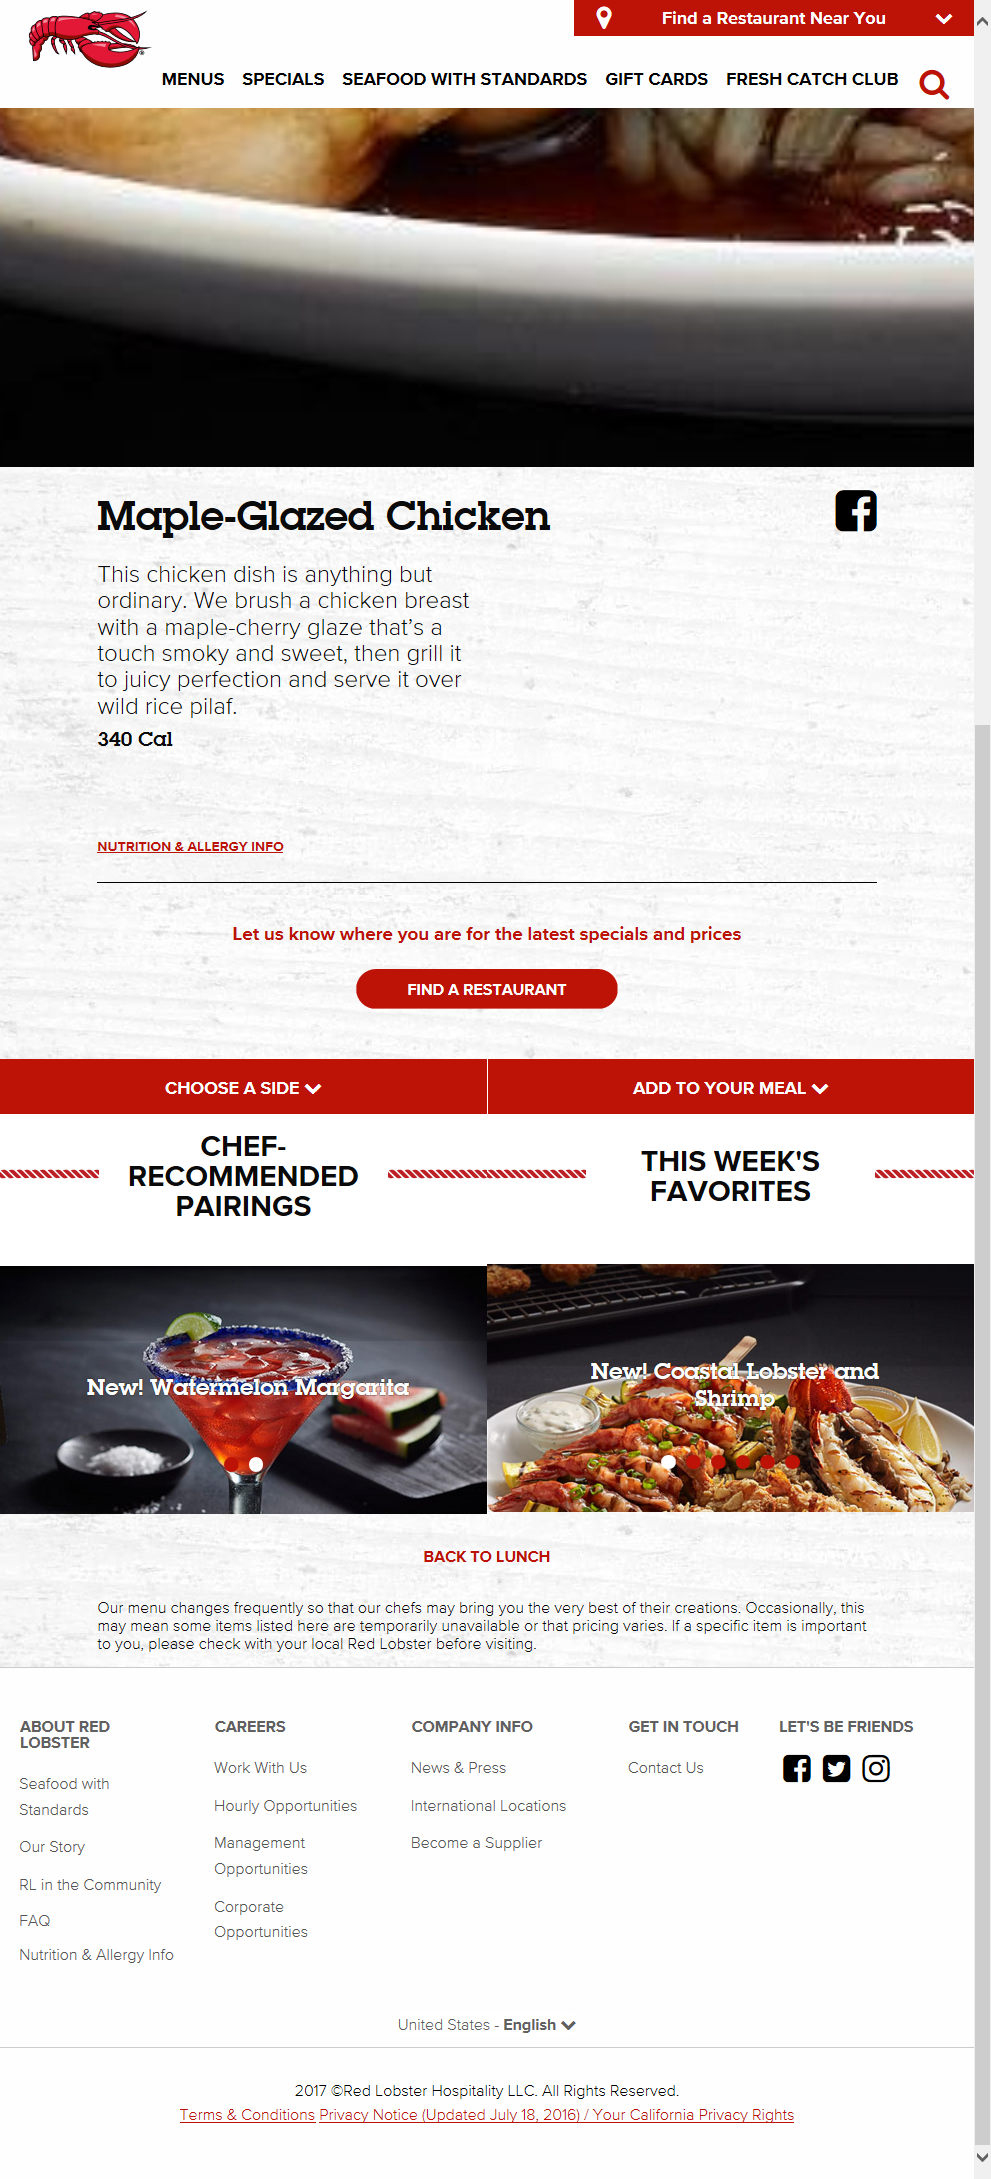 Find a Restaurant Near You
MENUS SPECIALS SEAFOOD WITH STANDARDS GIFT CARDS FRESH CATCH CLUB
Maple-Glazed Chicken
This chicken dish is anything but
ordinary. We brush a chicken breast
with a maple-cherry glaze that’s a
touch smoky and sweet, then grill it
to juicy perfection and serve it over
wild rice pilaf.
340 Cal
NUTRITION & ALLERGY INFO
Let us know where you are for the latest specials and prices
FIND A RESTAURANT
CHOOSE A SIDE
ADD TO YOUR MEAL
CHEF-
RECOMMENDED
PAIRINGS
THIS WEEK'S
FAVORITES
New! Watermelon Margarita
New! Coastal Lobster and
Shrimp
BACK TO LUNCH
Our menu changes frequently so that our chefs may bring you the very best of their creations. Occasionally, this
may mean some items listed here are temporarily unavailable or that pricing varies. If a specific item is important
to you, please check with your local Red Lobster before visiting.
ABOUT RED
LOBSTER
Seafood with
Standards
Our Story
RL in the Community
FAQ
Nutrition & Allergy Info
CAREERS
Work With Us
Hourly Opportunities
Management
Opportunities
Corporate
Opportunities
COMPANY INFO
News & Press
International Locations
Become a Supplier
GET IN TOUCH
Contact Us
LET'S BE FRIENDS
United States - English
2017 ©Red Lobster Hospitality LLC. All Rights Reserved.
Terms & Conditions Privacy Notice (Updated July 18, 2016) / Your California Privacy Rights